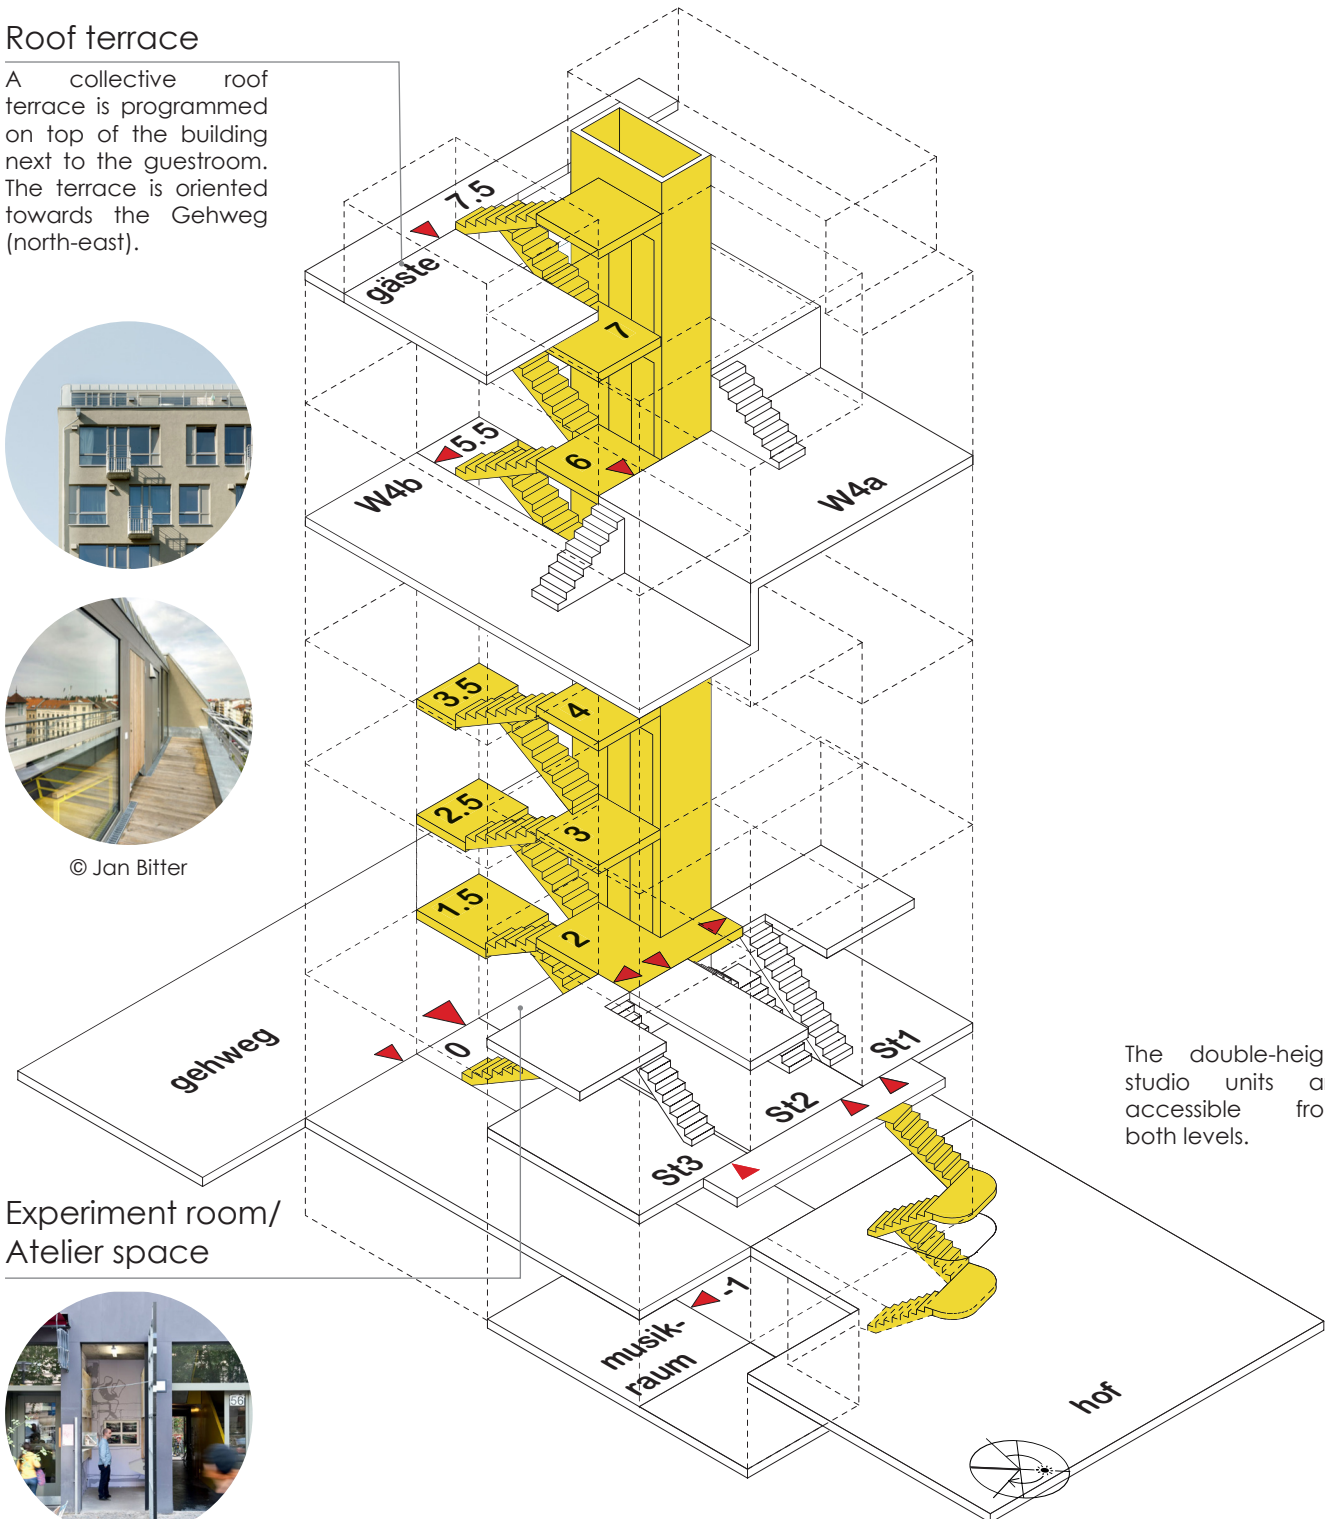 Roof terrace
A collective roof
terrace is programmed
on top of the building
next to the guestroom.
The terrace is oriented
towards the Gehweg
(north-east).
7.5
gäste
7
5.5
6
W4b
W4a
3.5
4
© Jan Bitter
2.5
3
1.5
2
gehweg
0
St1
St2
St3
The double-heig
studio units a
accessible fro
both levels.
Experiment room/
Atelier space
-1
musik-
raum
hof
56